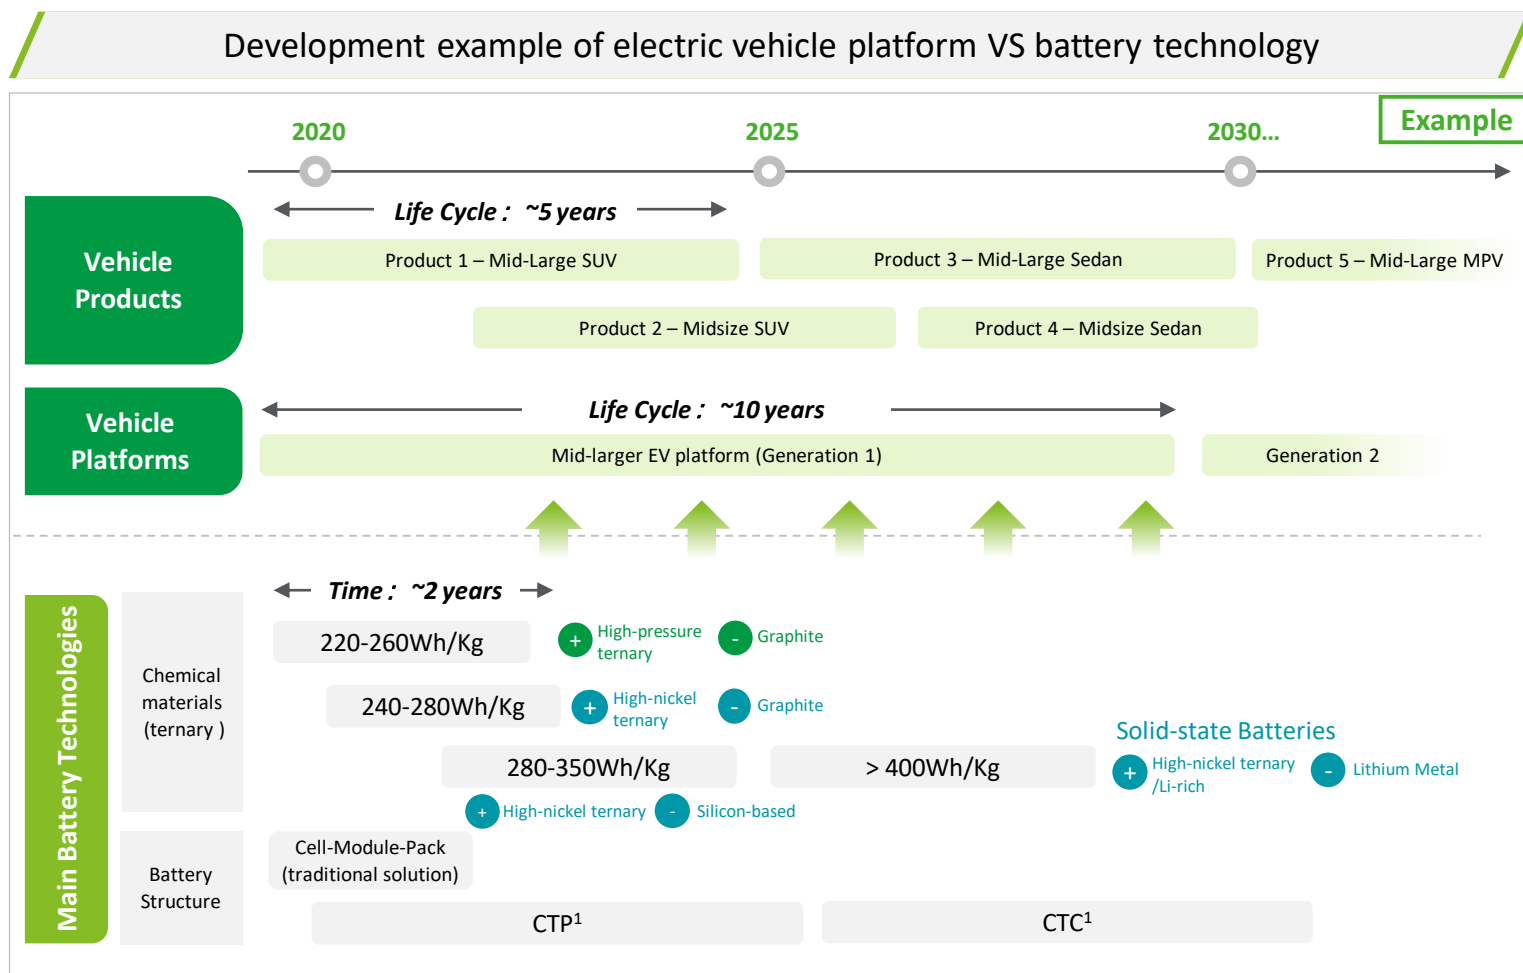 Development example of electric vehicle platform VS battery technology
Example
2020
2025
2030...
Vehicle
Products
Life Cycle: ~5 years
Product 1 – Mid-Large SUV
Product 3 – Mid-Large Sedan
Product 5 – Mid-Large MPV
Product 2 – Midsize SUV
Product 4 – Midsize Sedan
Vehicle
Platforms
Life Cycle: ~10 years
Mid-larger EV platform (Generation 1)
Generation 2
Main Battery Technologies
Chemical
materials
(ternary )
Time: ~2 years
220-260Wh/Kg
+
High-pressure
ternary
-
Graphite
240-280Wh/Kg
+
High-nickel
ternary
-
Graphite
280-350Wh/Kg
+
High-nickel ternary
-
Silicon-based
> 400Wh/Kg
Solid-state Batteries
+
High-nickel ternary
/Li-rich
-
Lithium Metal
Battery
Structure
Cell-Module-Pack
(traditional solution)
CTP¹
CTC¹